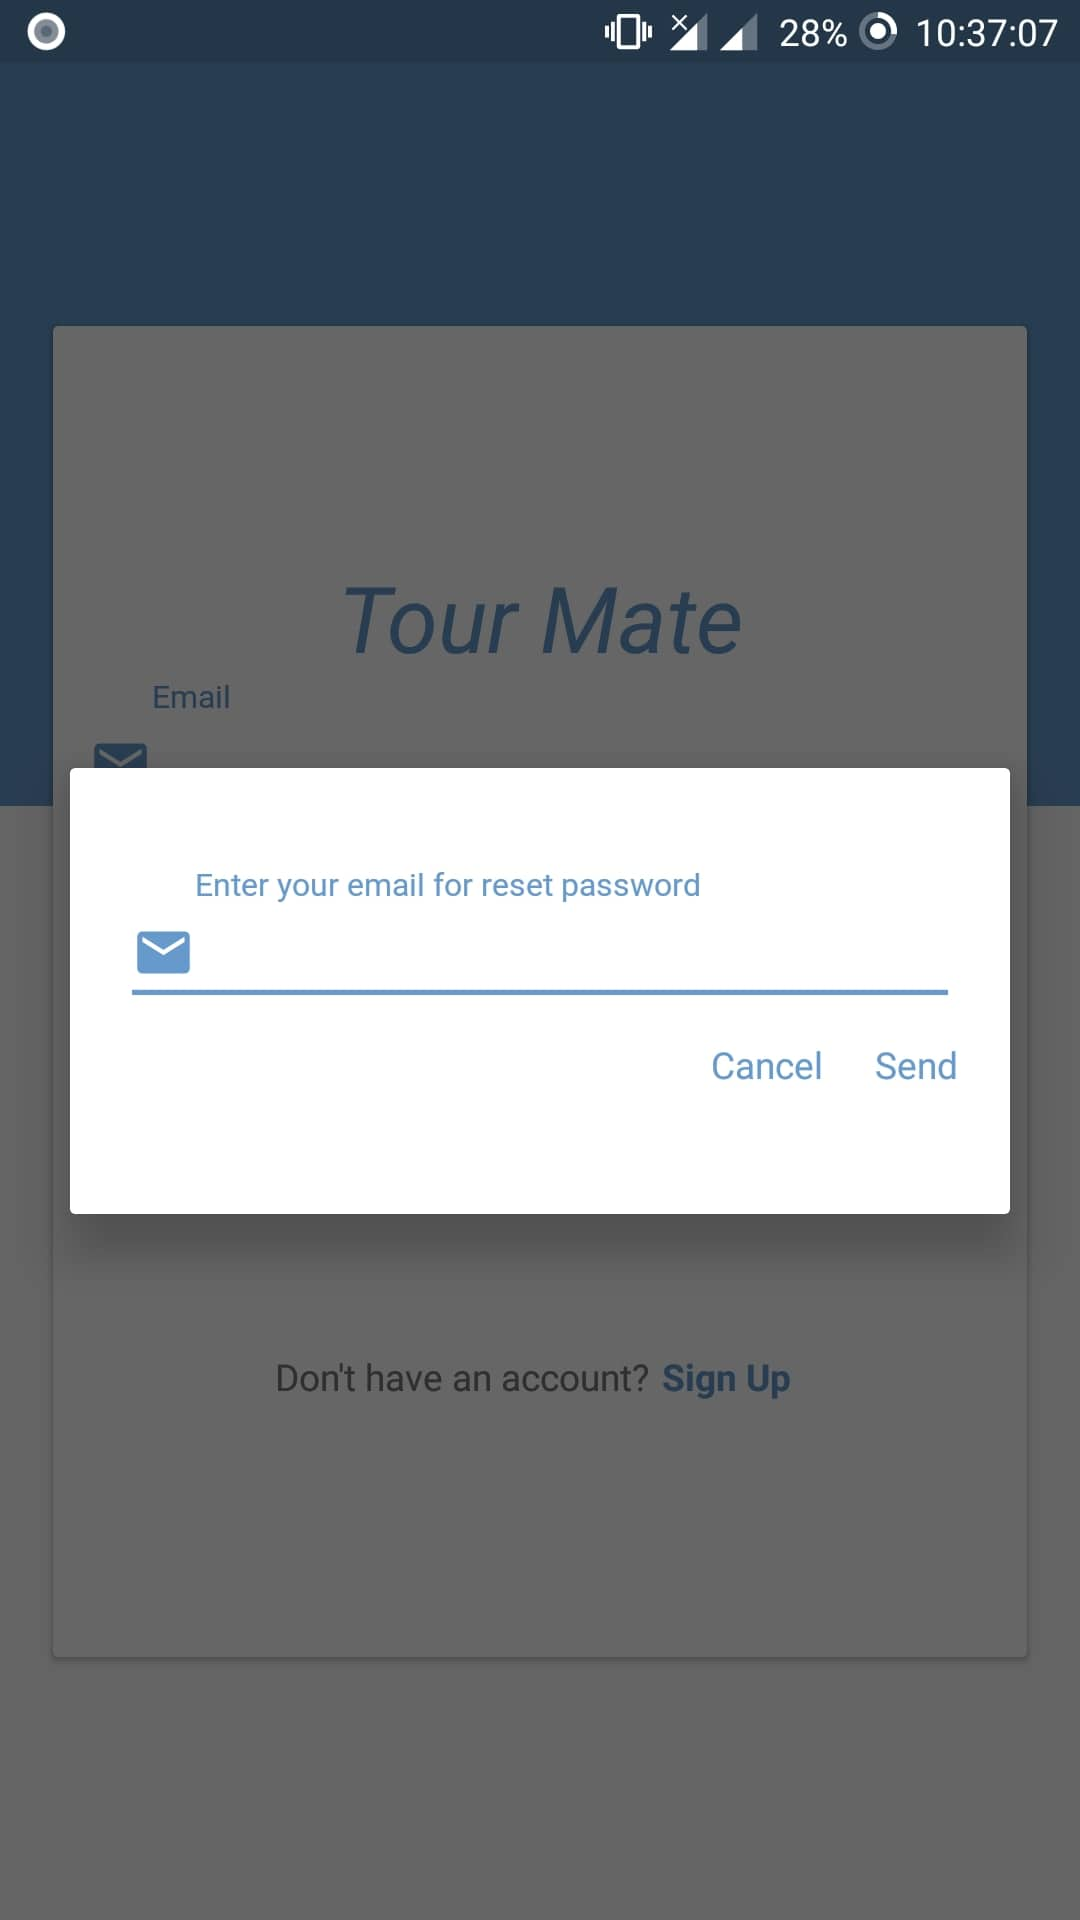 28% 10:37:07
Tour Mate
Email
Enter your email for reset password
Cancel Send
Don't have an account? Sign Up